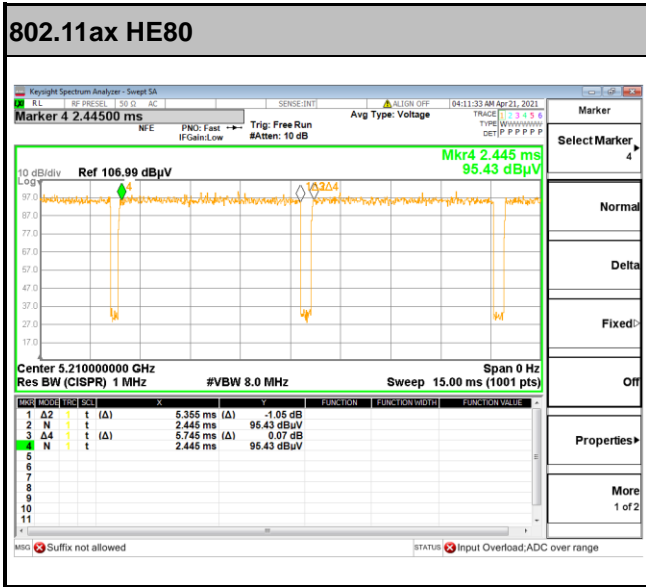 802.11ax HE80
Keysight Spectrum Analyzer - Swept SA
RL RF PRESEL 50 Ω AC SENSE:INT ALIGN OFF 04:11:33 AM Apr 21, 2021
Marker 4 2.44500 ms Avg Type: Voltage TRACE 1 2 3 4 5 6
NFE PNO: Fast Trig: Free Run TYPE WWWWWW
IFGain:Low #Atten: 10 dB DET P P P P P P
Marker
Select Marker
4
Mkr4 2.445 ms
10 dB/div Ref 106.99 dBµV 95.43 dBµV
Log
4 1Δ2 3Δ4
97.0
87.0
77.0
67.0
57.0
47.0
37.0
27.0
17.0
Normal
Delta
Fixed
Off
Properties
More
1 of 2
Center 5.210000000 GHz Span 0 Hz
Res BW (CISPR) 1 MHz #VBW 8.0 MHz Sweep 15.00 ms (1001 pts)
MKR MODE TRC SCL X Y FUNCTION FUNCTION WIDTH FUNCTION VALUE
1 Δ2 1 t (Δ) 5.355 ms (Δ) -1.05 dB
2 N 1 t 2.445 ms 95.43 dBµV
3 Δ4 1 t (Δ) 5.745 ms (Δ) 0.07 dB
4 N 1 t 2.445 ms 95.43 dBµV
5
6
7
8
9
10
11
MSG Suffix not allowed STATUS Input Overload;ADC over range